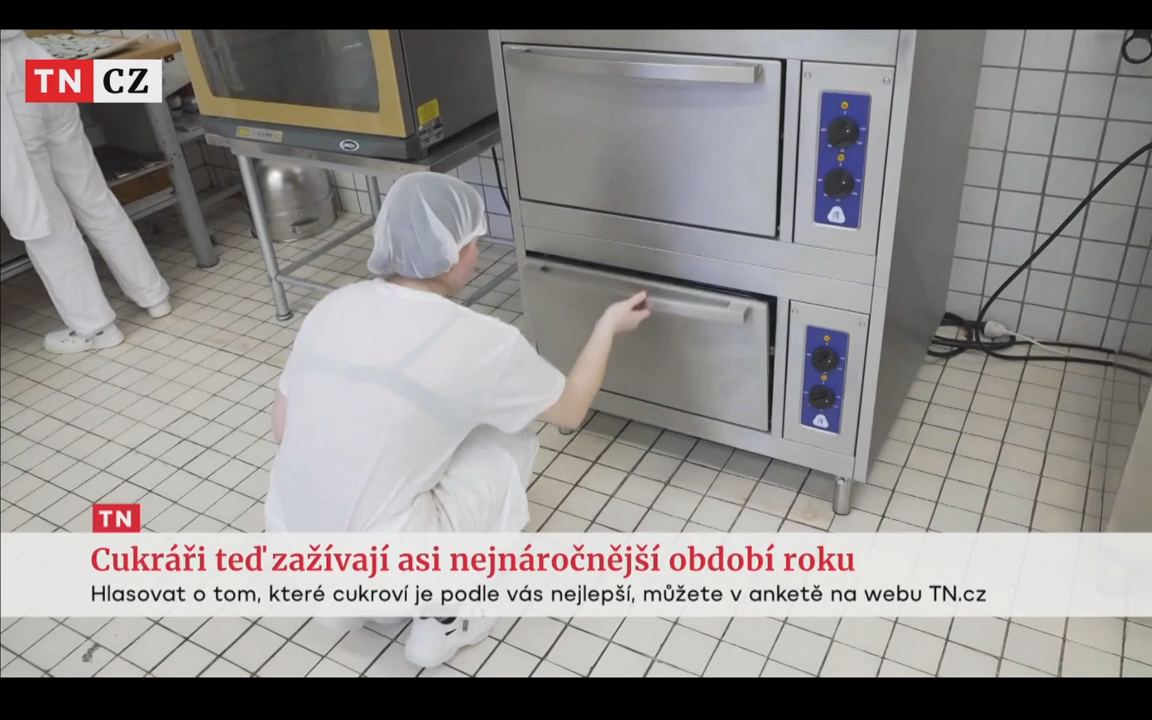 TN CZ
TN
Cukráři teď zažívají asi nejnáročnější období roku
Hlasovat o tom, které cukroví je podle vás nejlepší, můžete v anketě na webu TN.cz